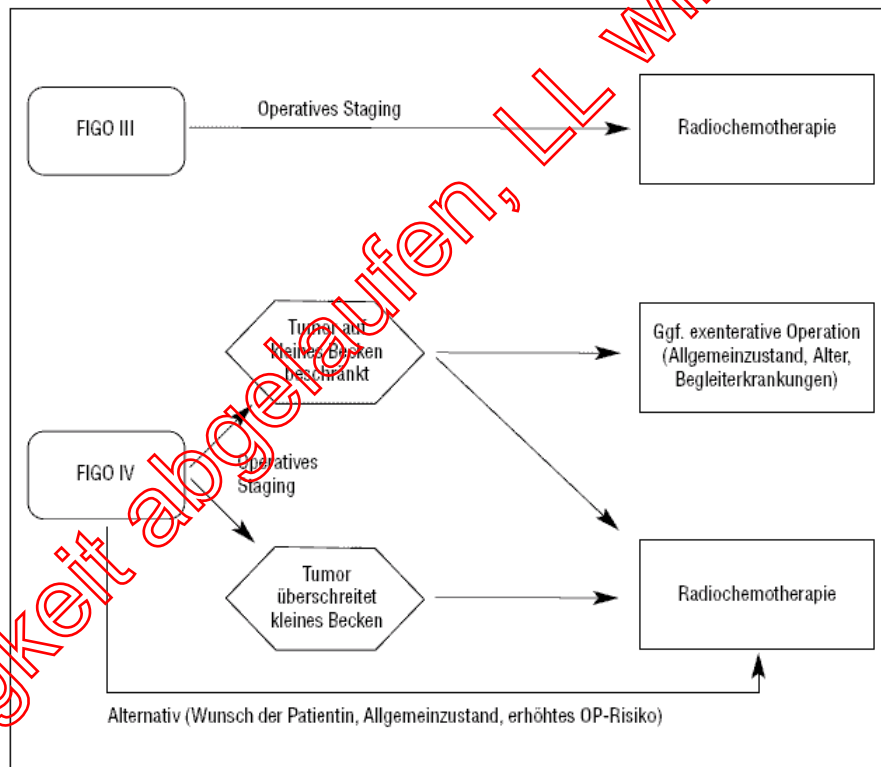 FIGO III
Operatives Staging
Radiochemotherapie
Tumor auf
kleines Becken
beschränkt
Ggf. exenterative Operation
(Allgemeinzustand, Alter,
Begleiterkrankungen)
FIGO IV
Operatives
Staging
Tumor
überschreitet
kleines Becken
Radiochemotherapie
Alternativ (Wunsch der Patientin, Allgemeinzustand, erhöhtes OP-Risiko)
gkeit abgelaufen, LL wi